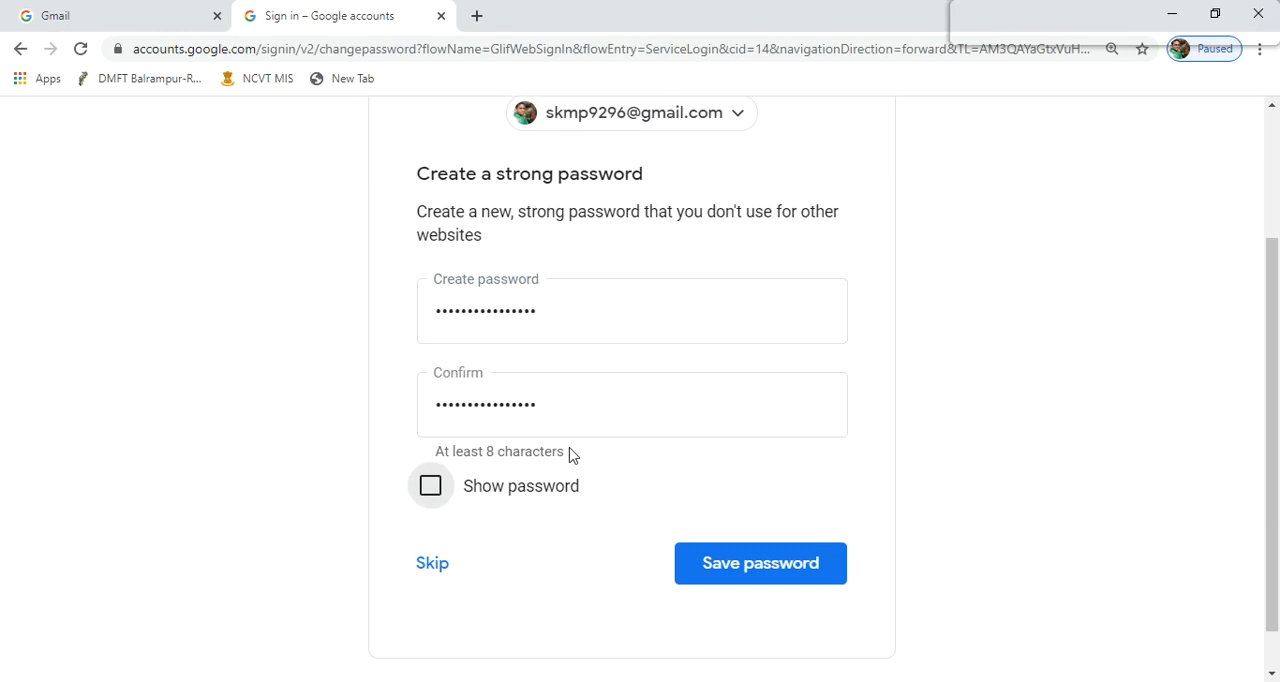 Gmail
Sign in – Google accounts
accounts.google.com/signin/v2/changepassword?flowName=GlifWebSignIn&flowEntry=ServiceLogin&cid=14&navigationDirection=forward&TL=AM3QAYaGtxVuH...
Paused
Apps
DMFT Balrampur-R...
NCVT MIS
New Tab
skmp9296@gmail.com
Create a strong password
Create a new, strong password that you don't use for other
websites
Create password
••••••••••••••••
Confirm
••••••••••••••••
At least 8 characters
Show password
Skip
Save password